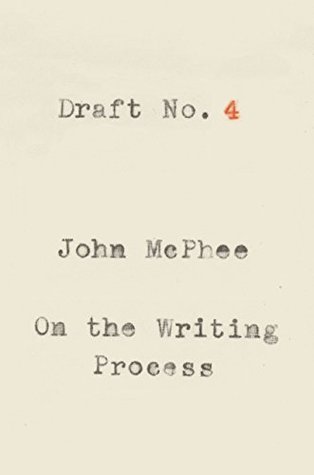 Draft No. 4
John McPhee
On the Writing
Process